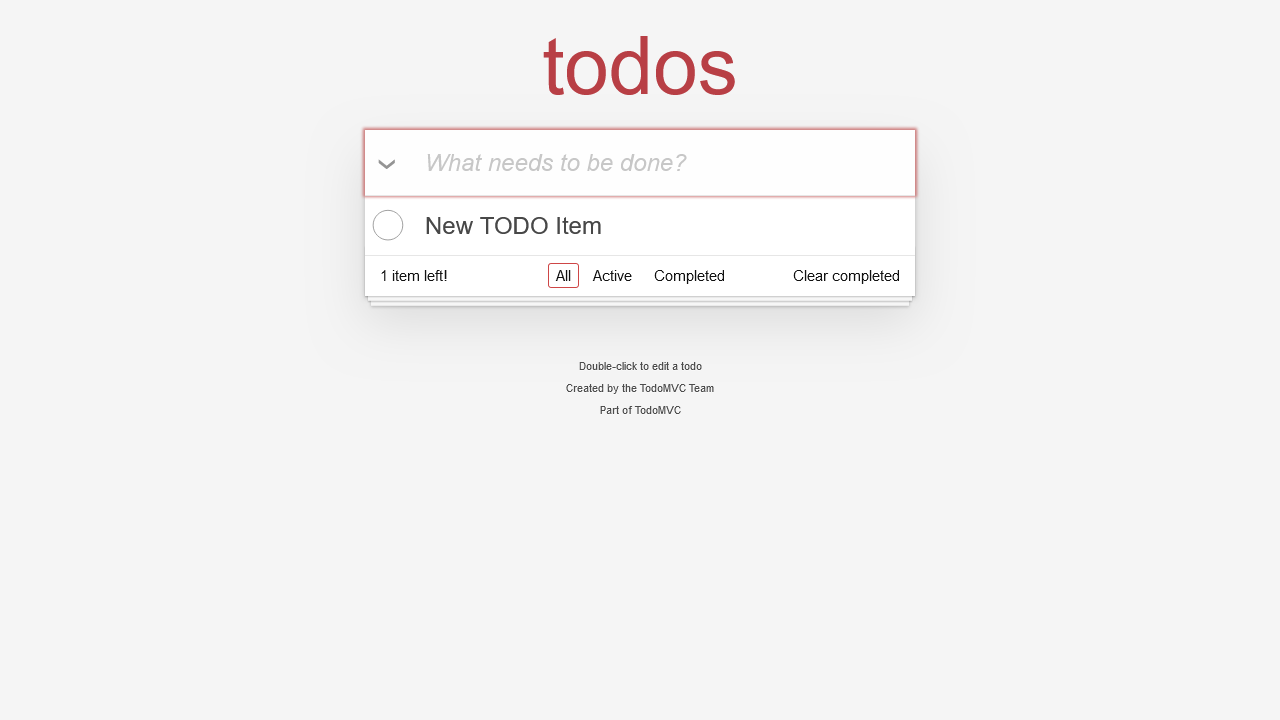 todos
What needs to be done?
New TODO Item
1 item left!
All
Active
Completed
Clear completed
Double-click to edit a todo
Created by the TodoMVC Team
Part of TodoMVC